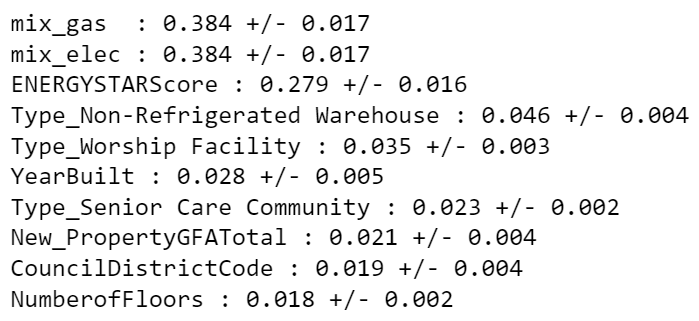 mix_gas  : 0.384 +/- 0.017
mix_elec : 0.384 +/- 0.017
ENERGYSTARScore : 0.279 +/- 0.016
Type_Non-Refrigerated Warehouse : 0.046 +/- 0.004
Type_Worship Facility : 0.035 +/- 0.003
YearBuilt : 0.028 +/- 0.005
Type_Senior Care Community : 0.023 +/- 0.002
New_PropertyGFATotal : 0.021 +/- 0.004
CouncilDistrictCode : 0.019 +/- 0.004
NumberofFloors : 0.018 +/- 0.002